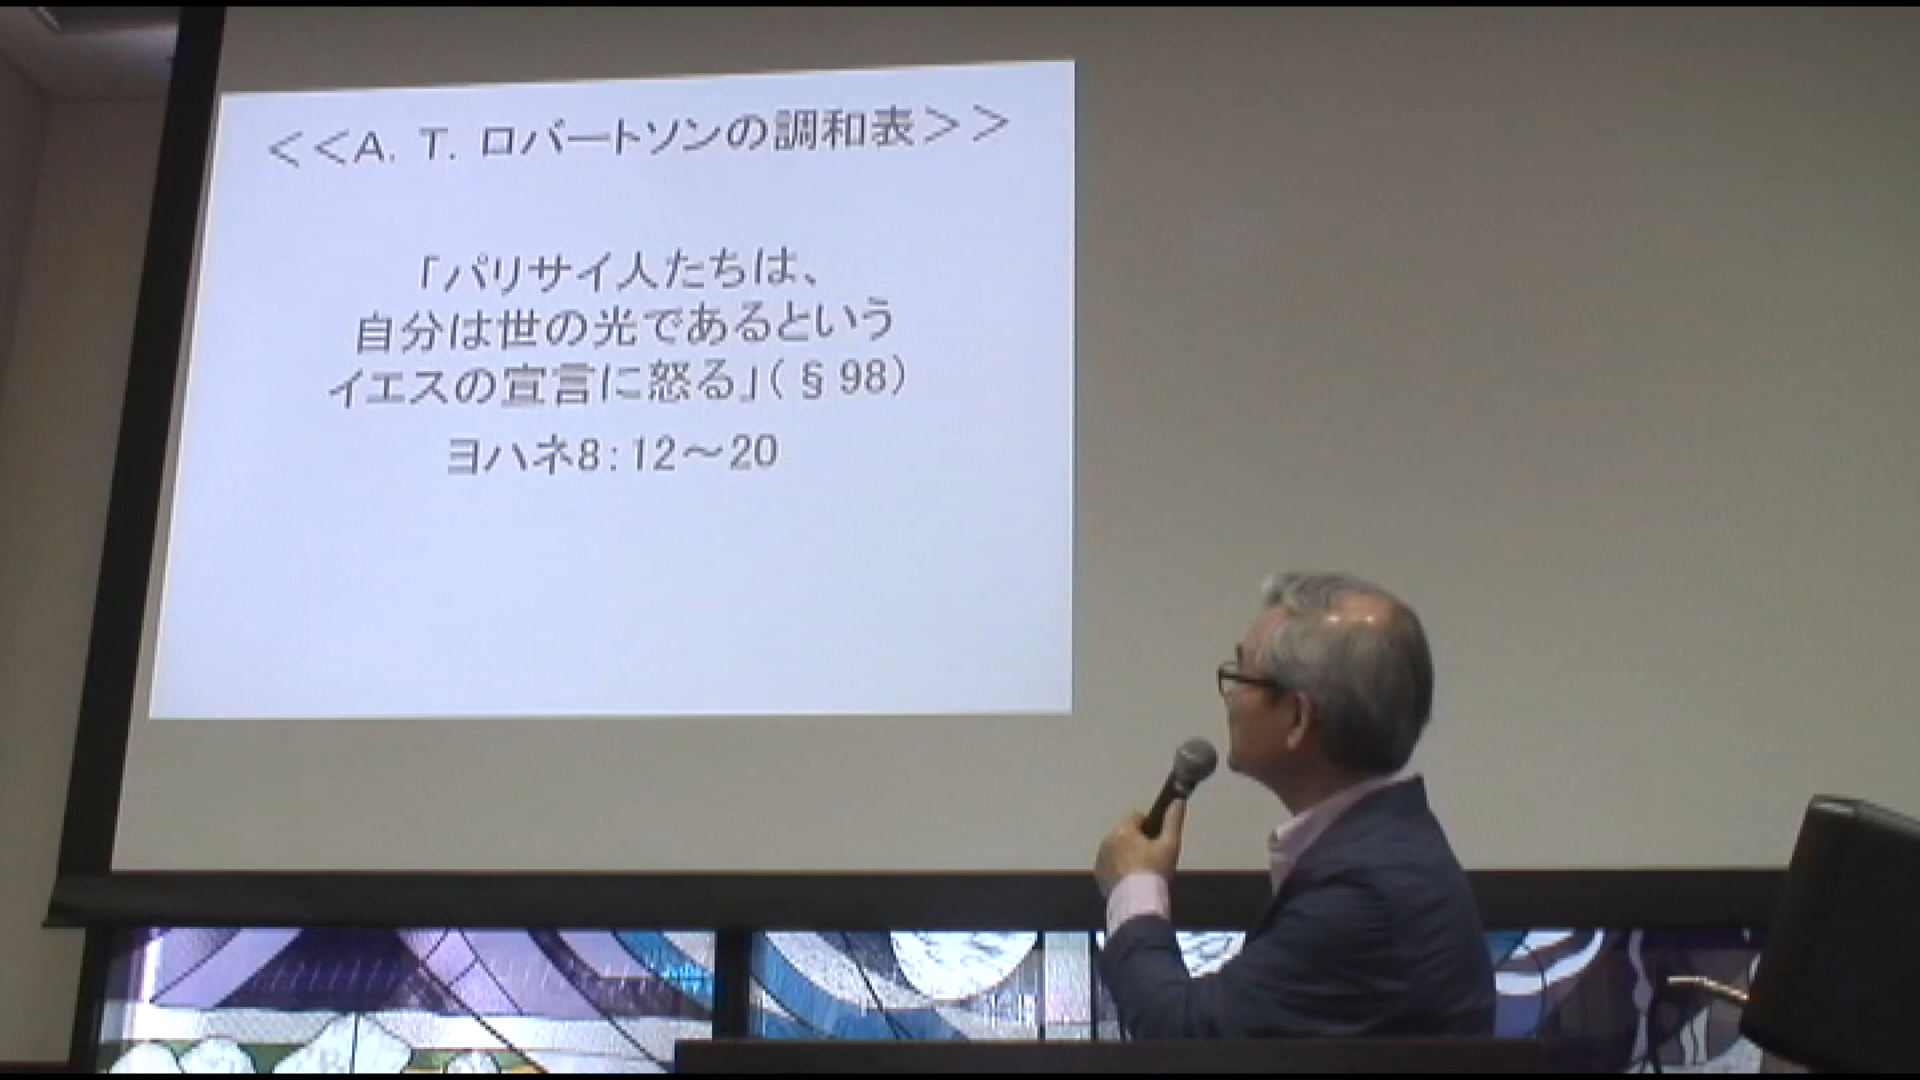 <<A. T. ロバートソンの調和表>>
「パリサイ人たちは、
自分は世の光であるという
イエスの宣言に怒る」(§98)
ヨハネ8:12～20